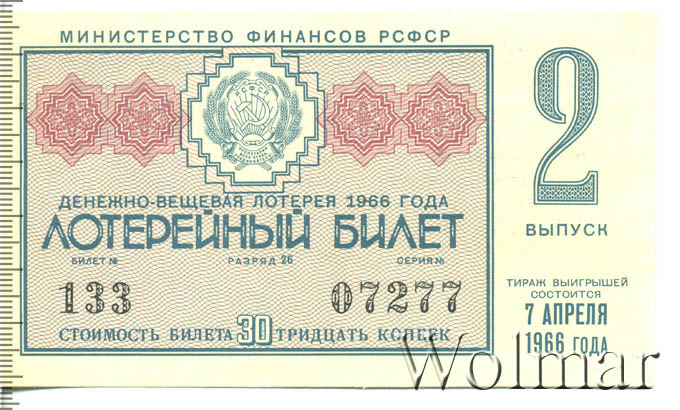 МИНИСТЕРСТВО ФИНАНСОВ РСФСР
РСФСР
ДЕНЕЖНО-ВЕЩЕВАЯ ЛОТЕРЕЯ 1966 ГОДА
ЛОТЕРЕЙНЫЙ БИЛЕТ
БИЛЕТ № РАЗРЯД 26 СЕРИЯ №
133 07277
СТОИМОСТЬ БИЛЕТА 30 ТРИДЦАТЬ КОПЕЕК
2
ВЫПУСК
ТИРАЖ ВЫИГРЫШЕЙ
СОСТОИТСЯ
7 АПРЕЛЯ
1966 ГОДА
Wolmar